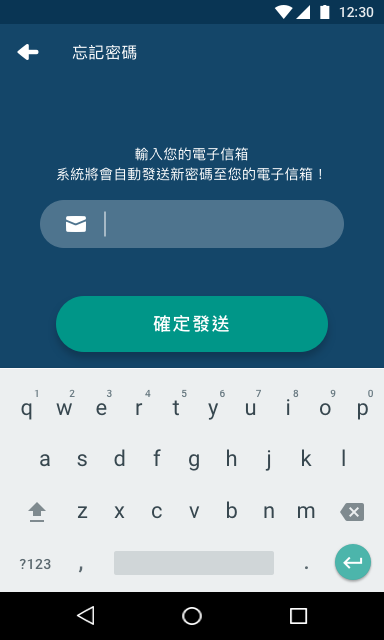 12:30
忘記密碼
輸入您的電子信箱
系統將會自動發送新密碼至您的電子信箱！
確定發送
1 2 3 4 5 6 7 8 9 0
q w e r t y u i o p
a s d f g h j k l
z x c v b n m
?123 , .